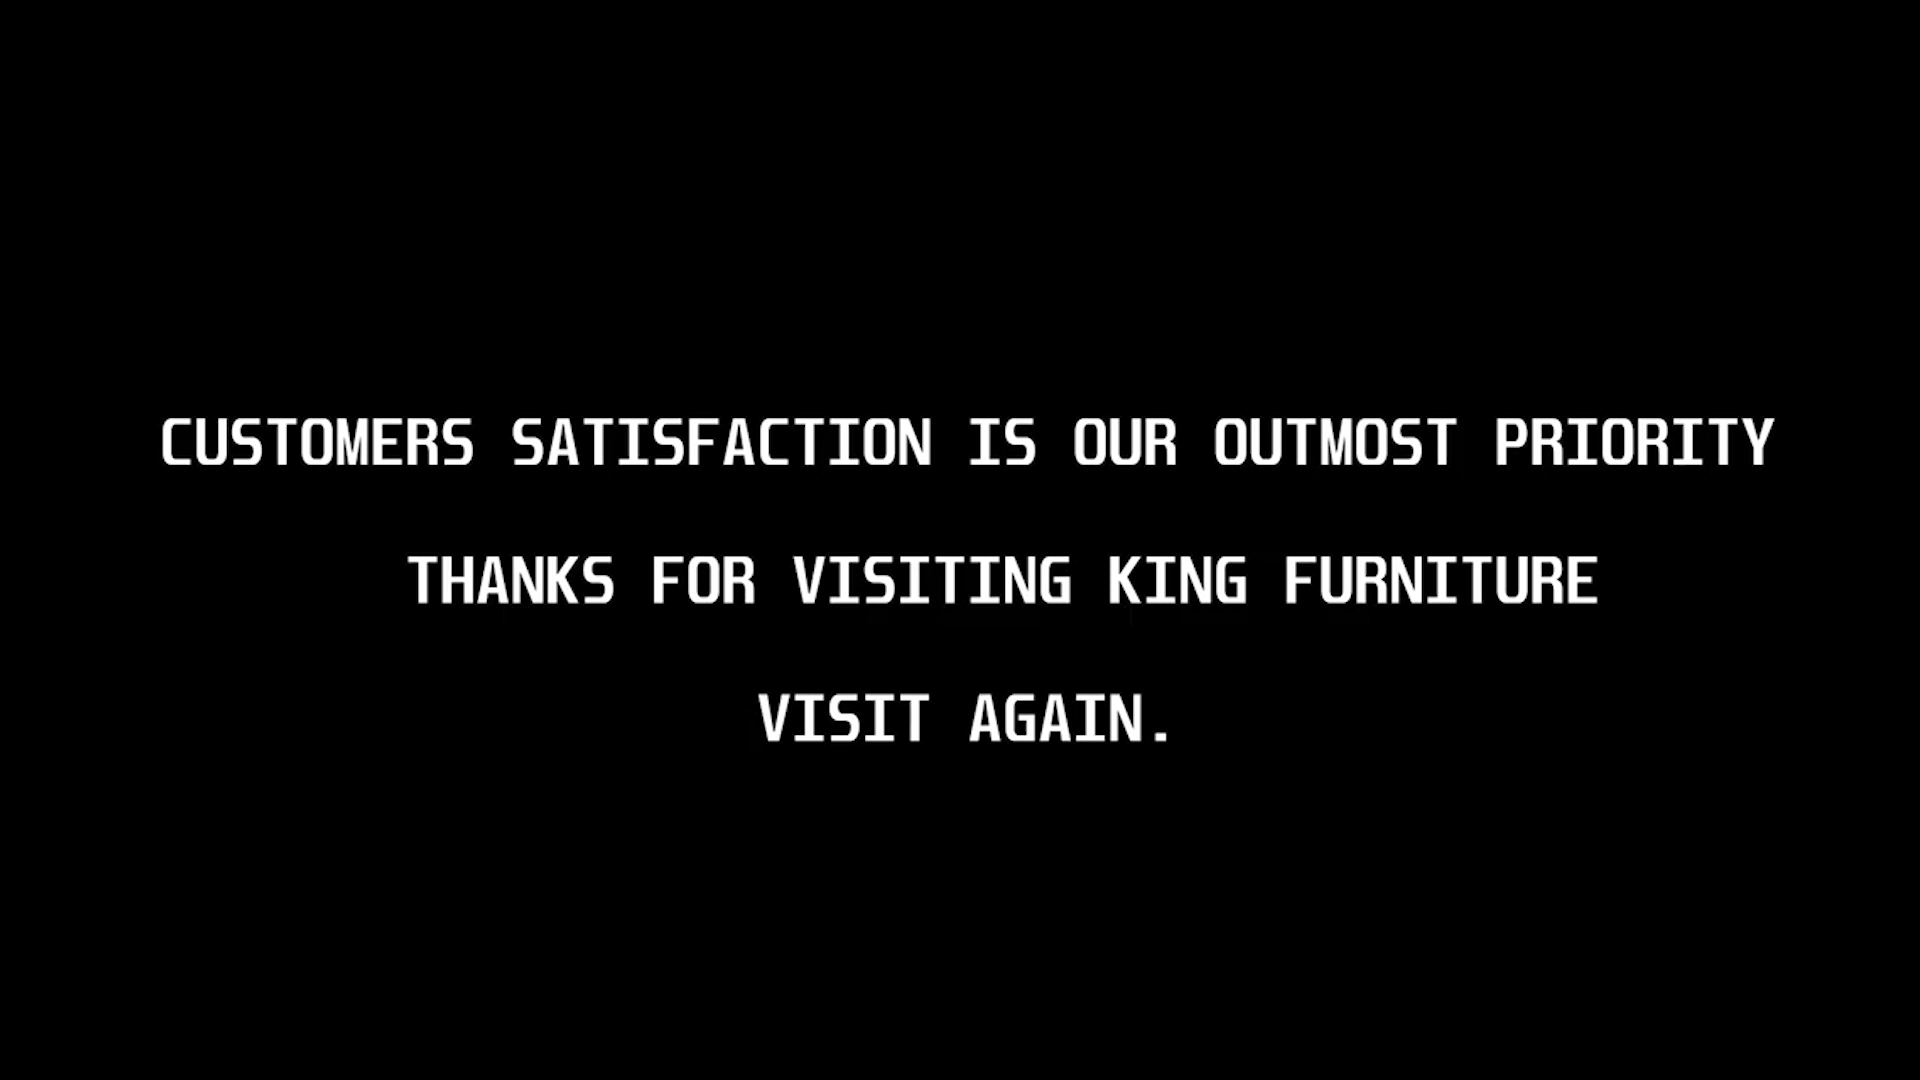 CUSTOMERS SATISFACTION IS OUR OUTMOST PRIORITY
THANKS FOR VISITING KING FURNITURE
VISIT AGAIN.